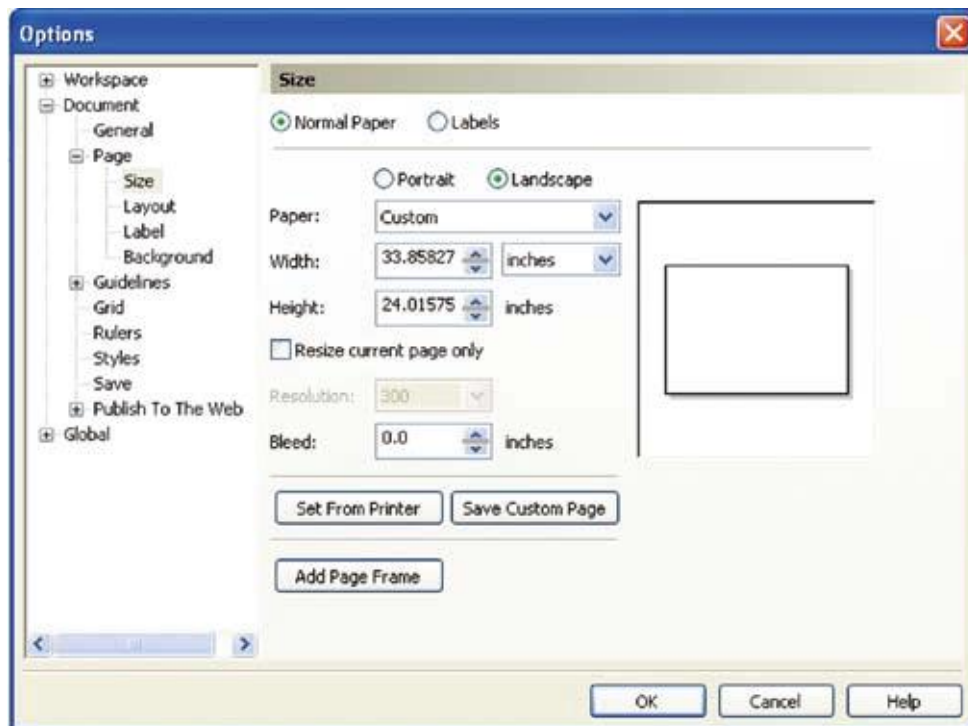 Options
Workspace
Document
General
Page
Size
Layout
Label
Background
Guidelines
Grid
Rulers
Styles
Save
Publish To The Web
Global
Size
Normal Paper Labels
Portrait Landscape
Paper: Custom
Width: 33.85827 inches
Height: 24.01575 inches
Resize current page only
Resolution: 300
Bleed: 0.0 inches
Set From Printer Save Custom Page
Add Page Frame
OK Cancel Help